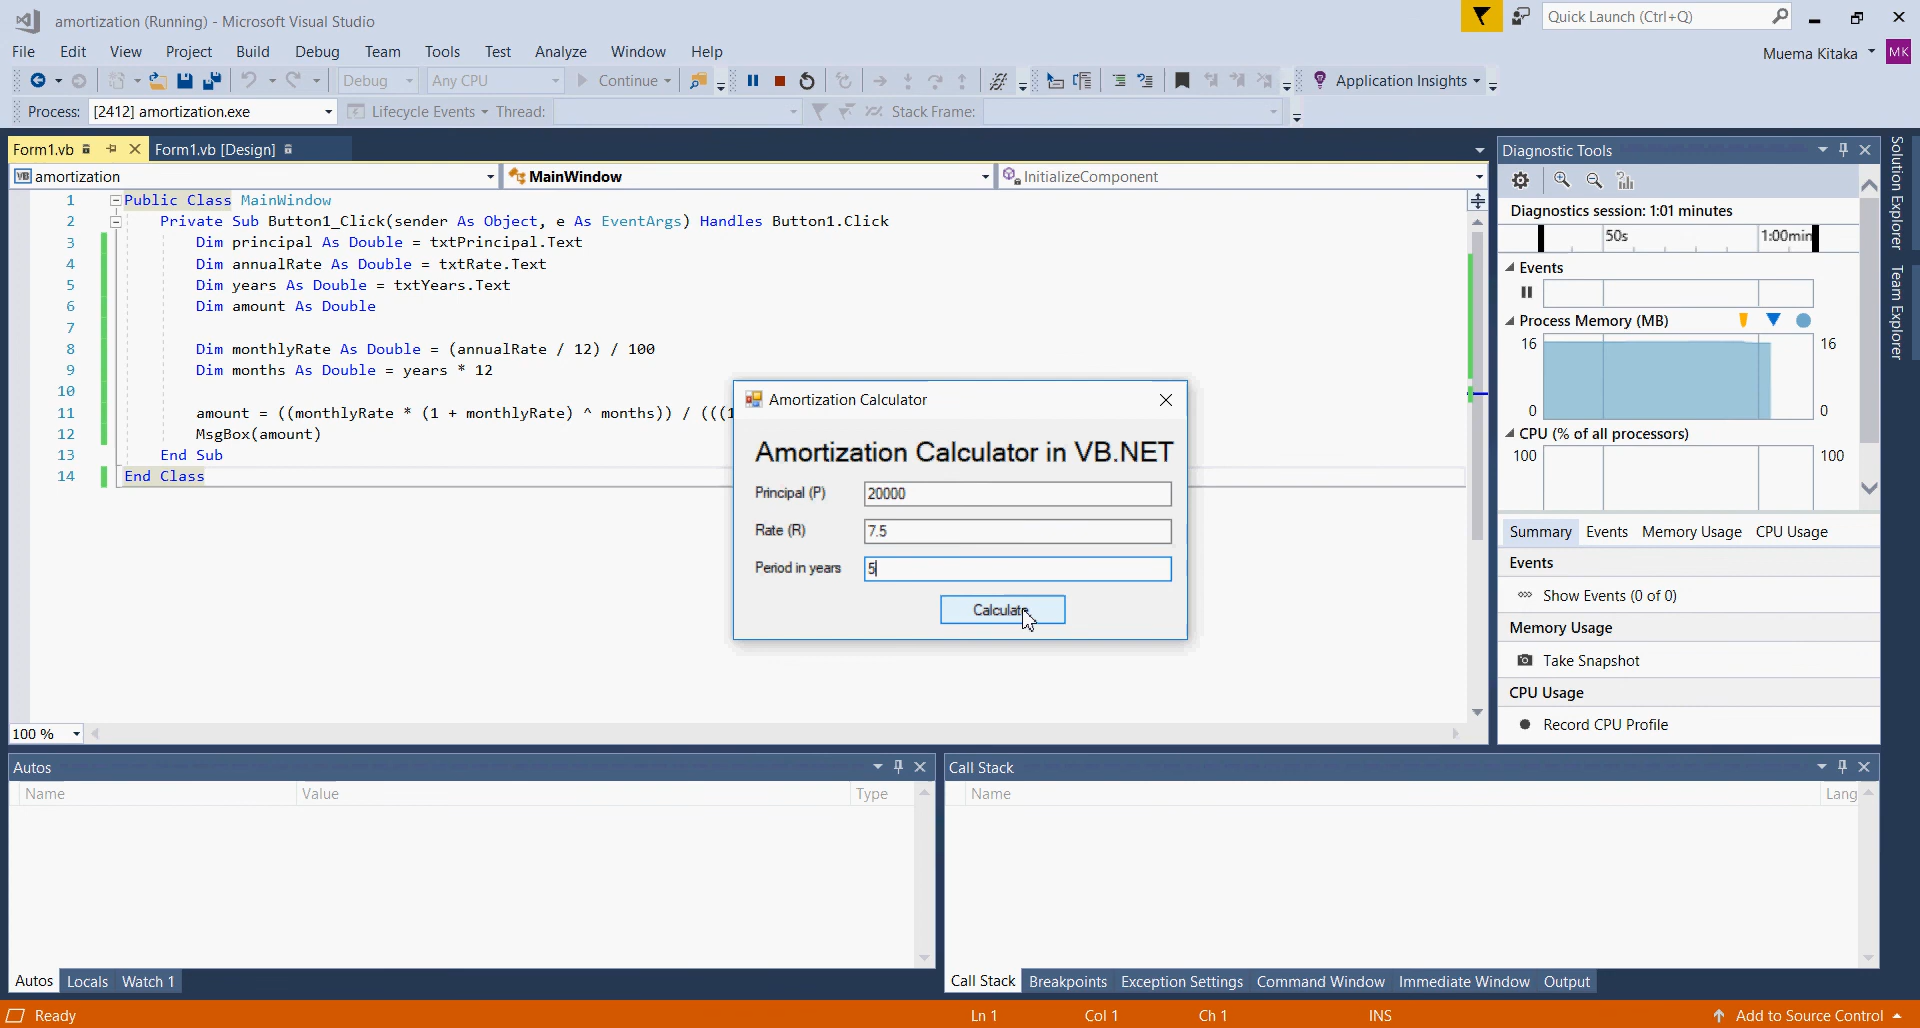 amortization (Running) - Microsoft Visual Studio
Quick Launch (Ctrl+Q)
File Edit View Project Build Debug Team Tools Test Analyze Window Help
Muema Kitaka MK
Debug Any CPU Continue Application Insights
Process: [2412] amortization.exe Lifecycle Events Thread: Stack Frame:
Form1.vb Form1.vb [Design]
VB amortization MainWindow InitializeComponent
1 Public Class MainWindow
2 Private Sub Button1_Click(sender As Object, e As EventArgs) Handles Button1.Click
3 Dim principal As Double = txtPrincipal.Text
4 Dim annualRate As Double = txtRate.Text
5 Dim years As Double = txtYears.Text
6 Dim amount As Double
7
8 Dim monthlyRate As Double = (annualRate / 12) / 100
9 Dim months As Double = years * 12
10
11 amount = ((monthlyRate * (1 + monthlyRate) ^ months)) / (((1
12 MsgBox(amount)
13 End Sub
14 End Class
100 %
Amortization Calculator
Amortization Calculator in VB.NET
Principal (P) 20000
Rate (R) 7.5
Period in years 5
Calculate
Diagnostic Tools
Diagnostics session: 1:01 minutes
50s 1:00min
Events
Process Memory (MB)
16 16
0 0
CPU (% of all processors)
100 100
Summary Events Memory Usage CPU Usage
Events
Show Events (0 of 0)
Memory Usage
Take Snapshot
CPU Usage
Record CPU Profile
Solution Explorer
Team Explorer
Autos
Name Value Type
Autos Locals Watch 1
Call Stack
Name Lang
Call Stack Breakpoints Exception Settings Command Window Immediate Window Output
Ready Ln 1 Col 1 Ch 1 INS Add to Source Control